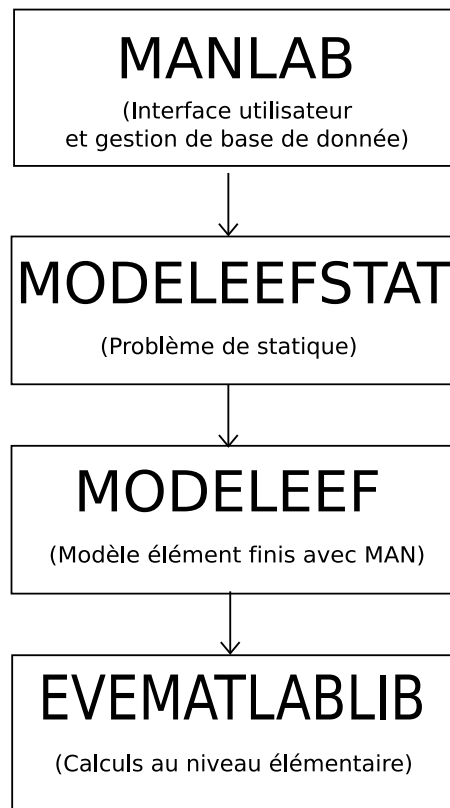 MANLAB
(Interface utilisateur
et gestion de base de donnée)
MODELEEFSTAT
(Problème de statique)
MODELEEF
(Modèle élément finis avec MAN)
EVEMATLABLIB
(Calculs au niveau élémentaire)